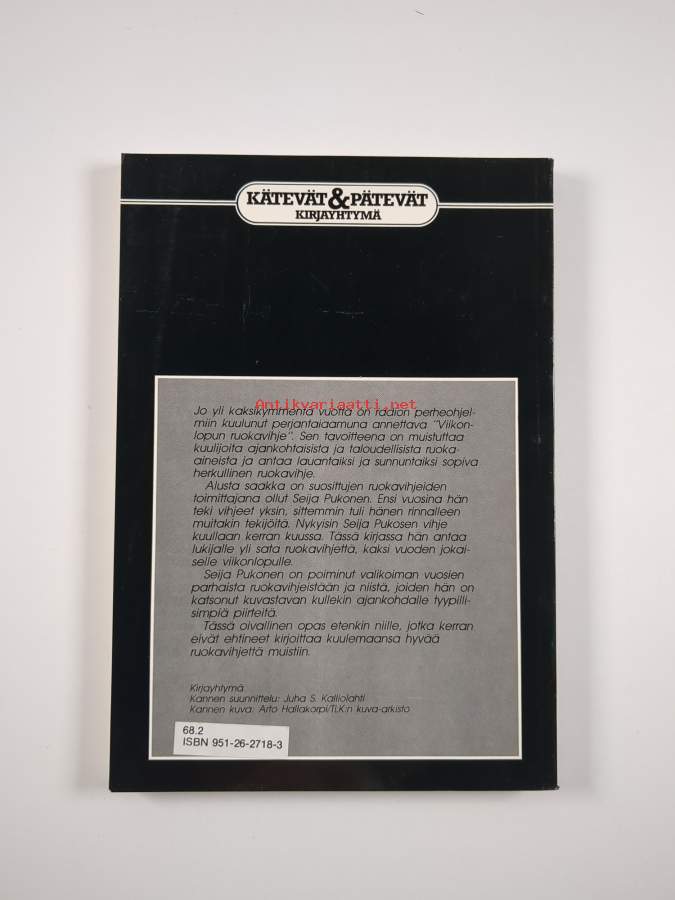 KÄTEVÄT & PÄTEVÄT
KIRJAYHTYMÄ
Antikvariaatti.net
Jo yli kaksikymmentä vuotta on radion perheohjel-
miin kuulunut perjantaiaamuna annettava "Viikon-
lopun ruokavihje". Sen tavoitteena on muistuttaa
kuulijoita ajankohtaisista ja taloudellisista ruoka-
aineista ja antaa lauantaiksi ja sunnuntaiksi sopiva
herkullinen ruokavihje.
Alusta saakka on suosittujen ruokavihjeiden
toimittajana ollut Seija Pukonen. Ensi vuosina hän
teki vihjeet yksin, sittemmin tuli hänen rinnalleen
muitakin tekijöitä. Nykyisin Seija Pukosen vihje
kuullaan kerran kuussa. Tässä kirjassa hän antaa
lukijalle yli sata ruokavihjettä, kaksi vuoden jokai-
selle viikonlopulle.
Seija Pukonen on poiminut valikoiman vuosien
parhaista ruokavihjeistään ja niistä, joiden hän on
katsonut kuvastavan kullekin ajankohdalle tyypilli-
simpiä piirteitä.
Tässä oivallinen opas etenkin niille, jotka kerran
eivät ehtineet kirjoittaa kuulemaansa hyvää
ruokavihjettä muistiin.
Kirjayhtymä
Kannen suunnittelu: Juha S. Kalliolahti
Kannen kuva: Arto Hallakorpi/TLK:n kuva-arkisto
68.2
ISBN 951-26-2718-3